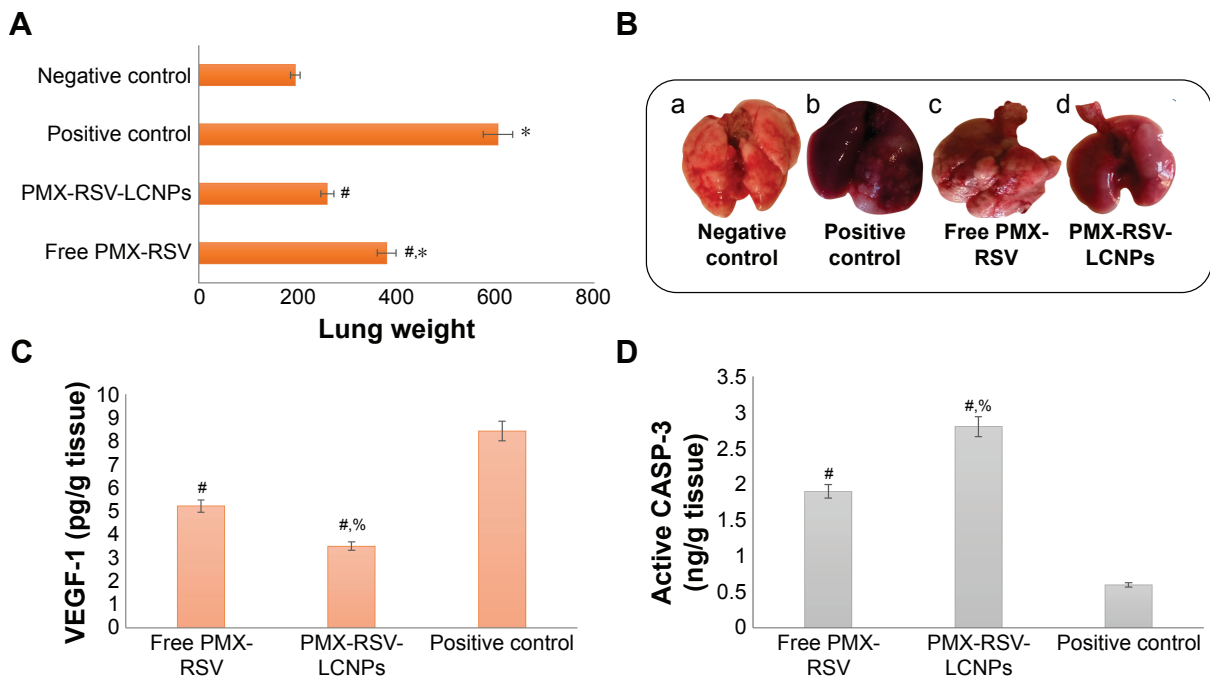 A
Negative control
Positive control
*
PMX-RSV-LCNPs
#
Free PMX-RSV
#,*
0
200
400
600
800
Lung weight
B
a
b
c
d
Negative
control
Positive
control
Free PMX-
RSV
PMX-RSV-
LCNPs
C
VEGF-1 (pg/g tissue)
10
9
8
7
6
5
4
3
2
1
0
#
#,%
Free PMX-
RSV
PMX-RSV-
LCNPs
Positive control
D
Active CASP-3
(ng/g tissue)
3.5
3
2.5
2
1.5
1
0.5
0
#
#,%
Free PMX-
RSV
PMX-RSV-
LCNPs
Positive control